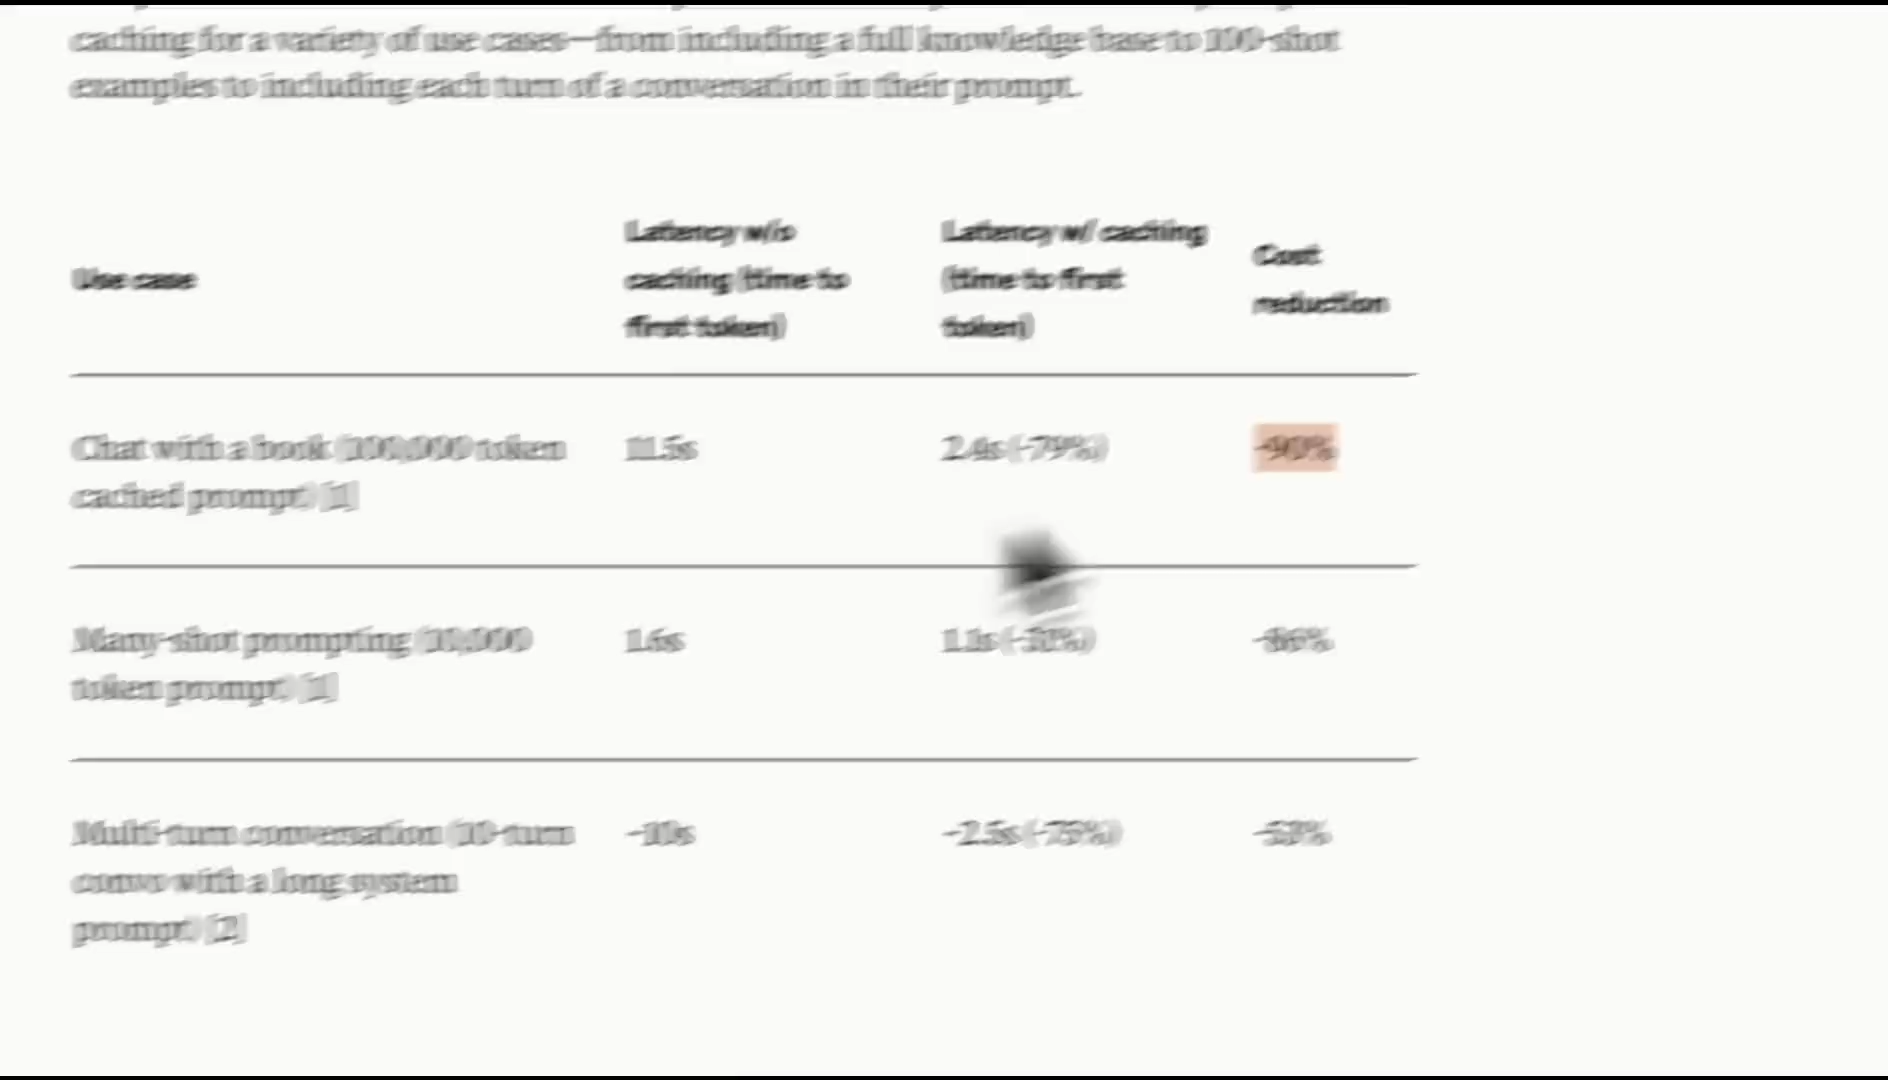 caching for a variety of use cases—from including a full knowledge base to 100-shot
examples to including each turn of a conversation in their prompt.
Use case
Latency w/o
caching (time to
first token)
Latency w/ caching
(time to first
token)
Cost
reduction
Chat with a book (100,000 token
cached prompt) [1]
11.5s
2.4s (-79%)
-90%
Many-shot prompting (10,000
token prompt) [1]
1.6s
1.1s (-31%)
-86%
Multi-turn conversation (10-turn
convo with a long system
prompt) [2]
~10s
~2.5s (-75%)
-53%